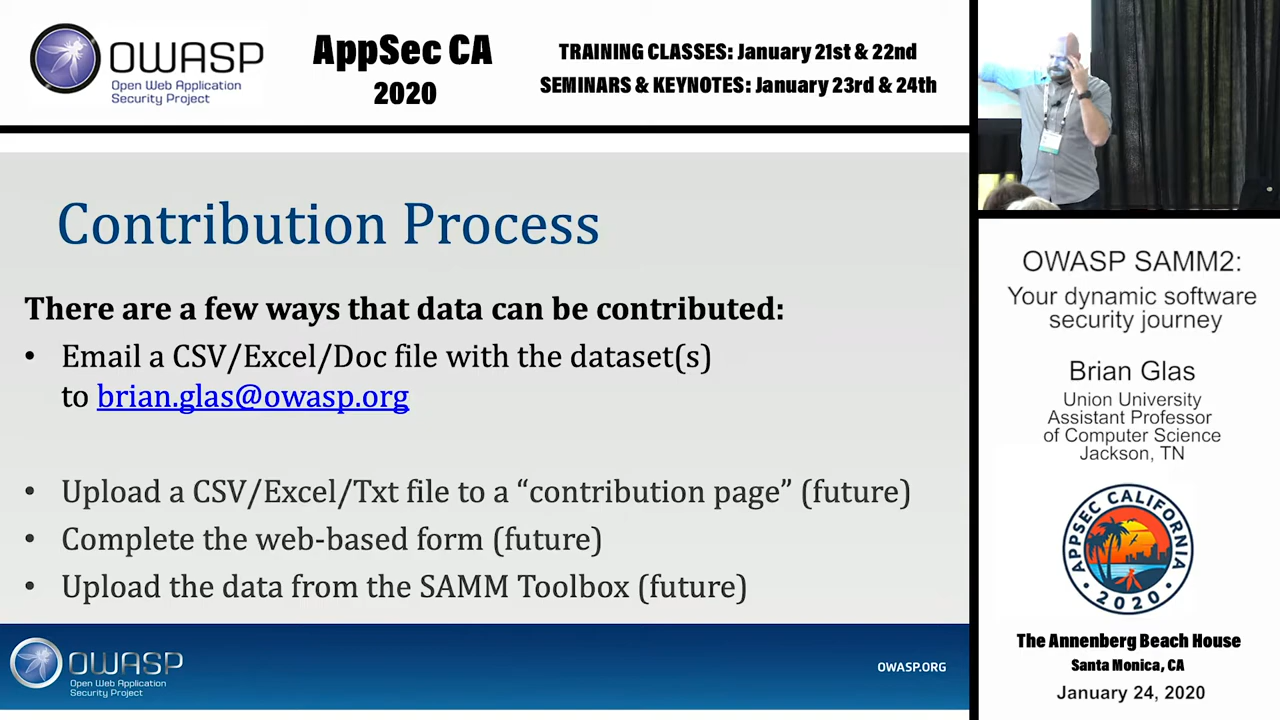 OWASP
Open Web Application
Security Project
AppSec CA
2020
TRAINING CLASSES: January 21st & 22nd
SEMINARS & KEYNOTES: January 23rd & 24th
Contribution Process
There are a few ways that data can be contributed:
• Email a CSV/Excel/Doc file with the dataset(s)
to brian.glas@owasp.org
• Upload a CSV/Excel/Txt file to a “contribution page” (future)
• Complete the web-based form (future)
• Upload the data from the SAMM Toolbox (future)
OWASP
Open Web Application
Security Project
OWASP.ORG
OWASP SAMM2:
Your dynamic software
security journey
Brian Glas
Union University
Assistant Professor
of Computer Science
Jackson, TN
APPSEC CALIFORNIA
• 2020 •
The Annenberg Beach House
Santa Monica, CA
January 24, 2020